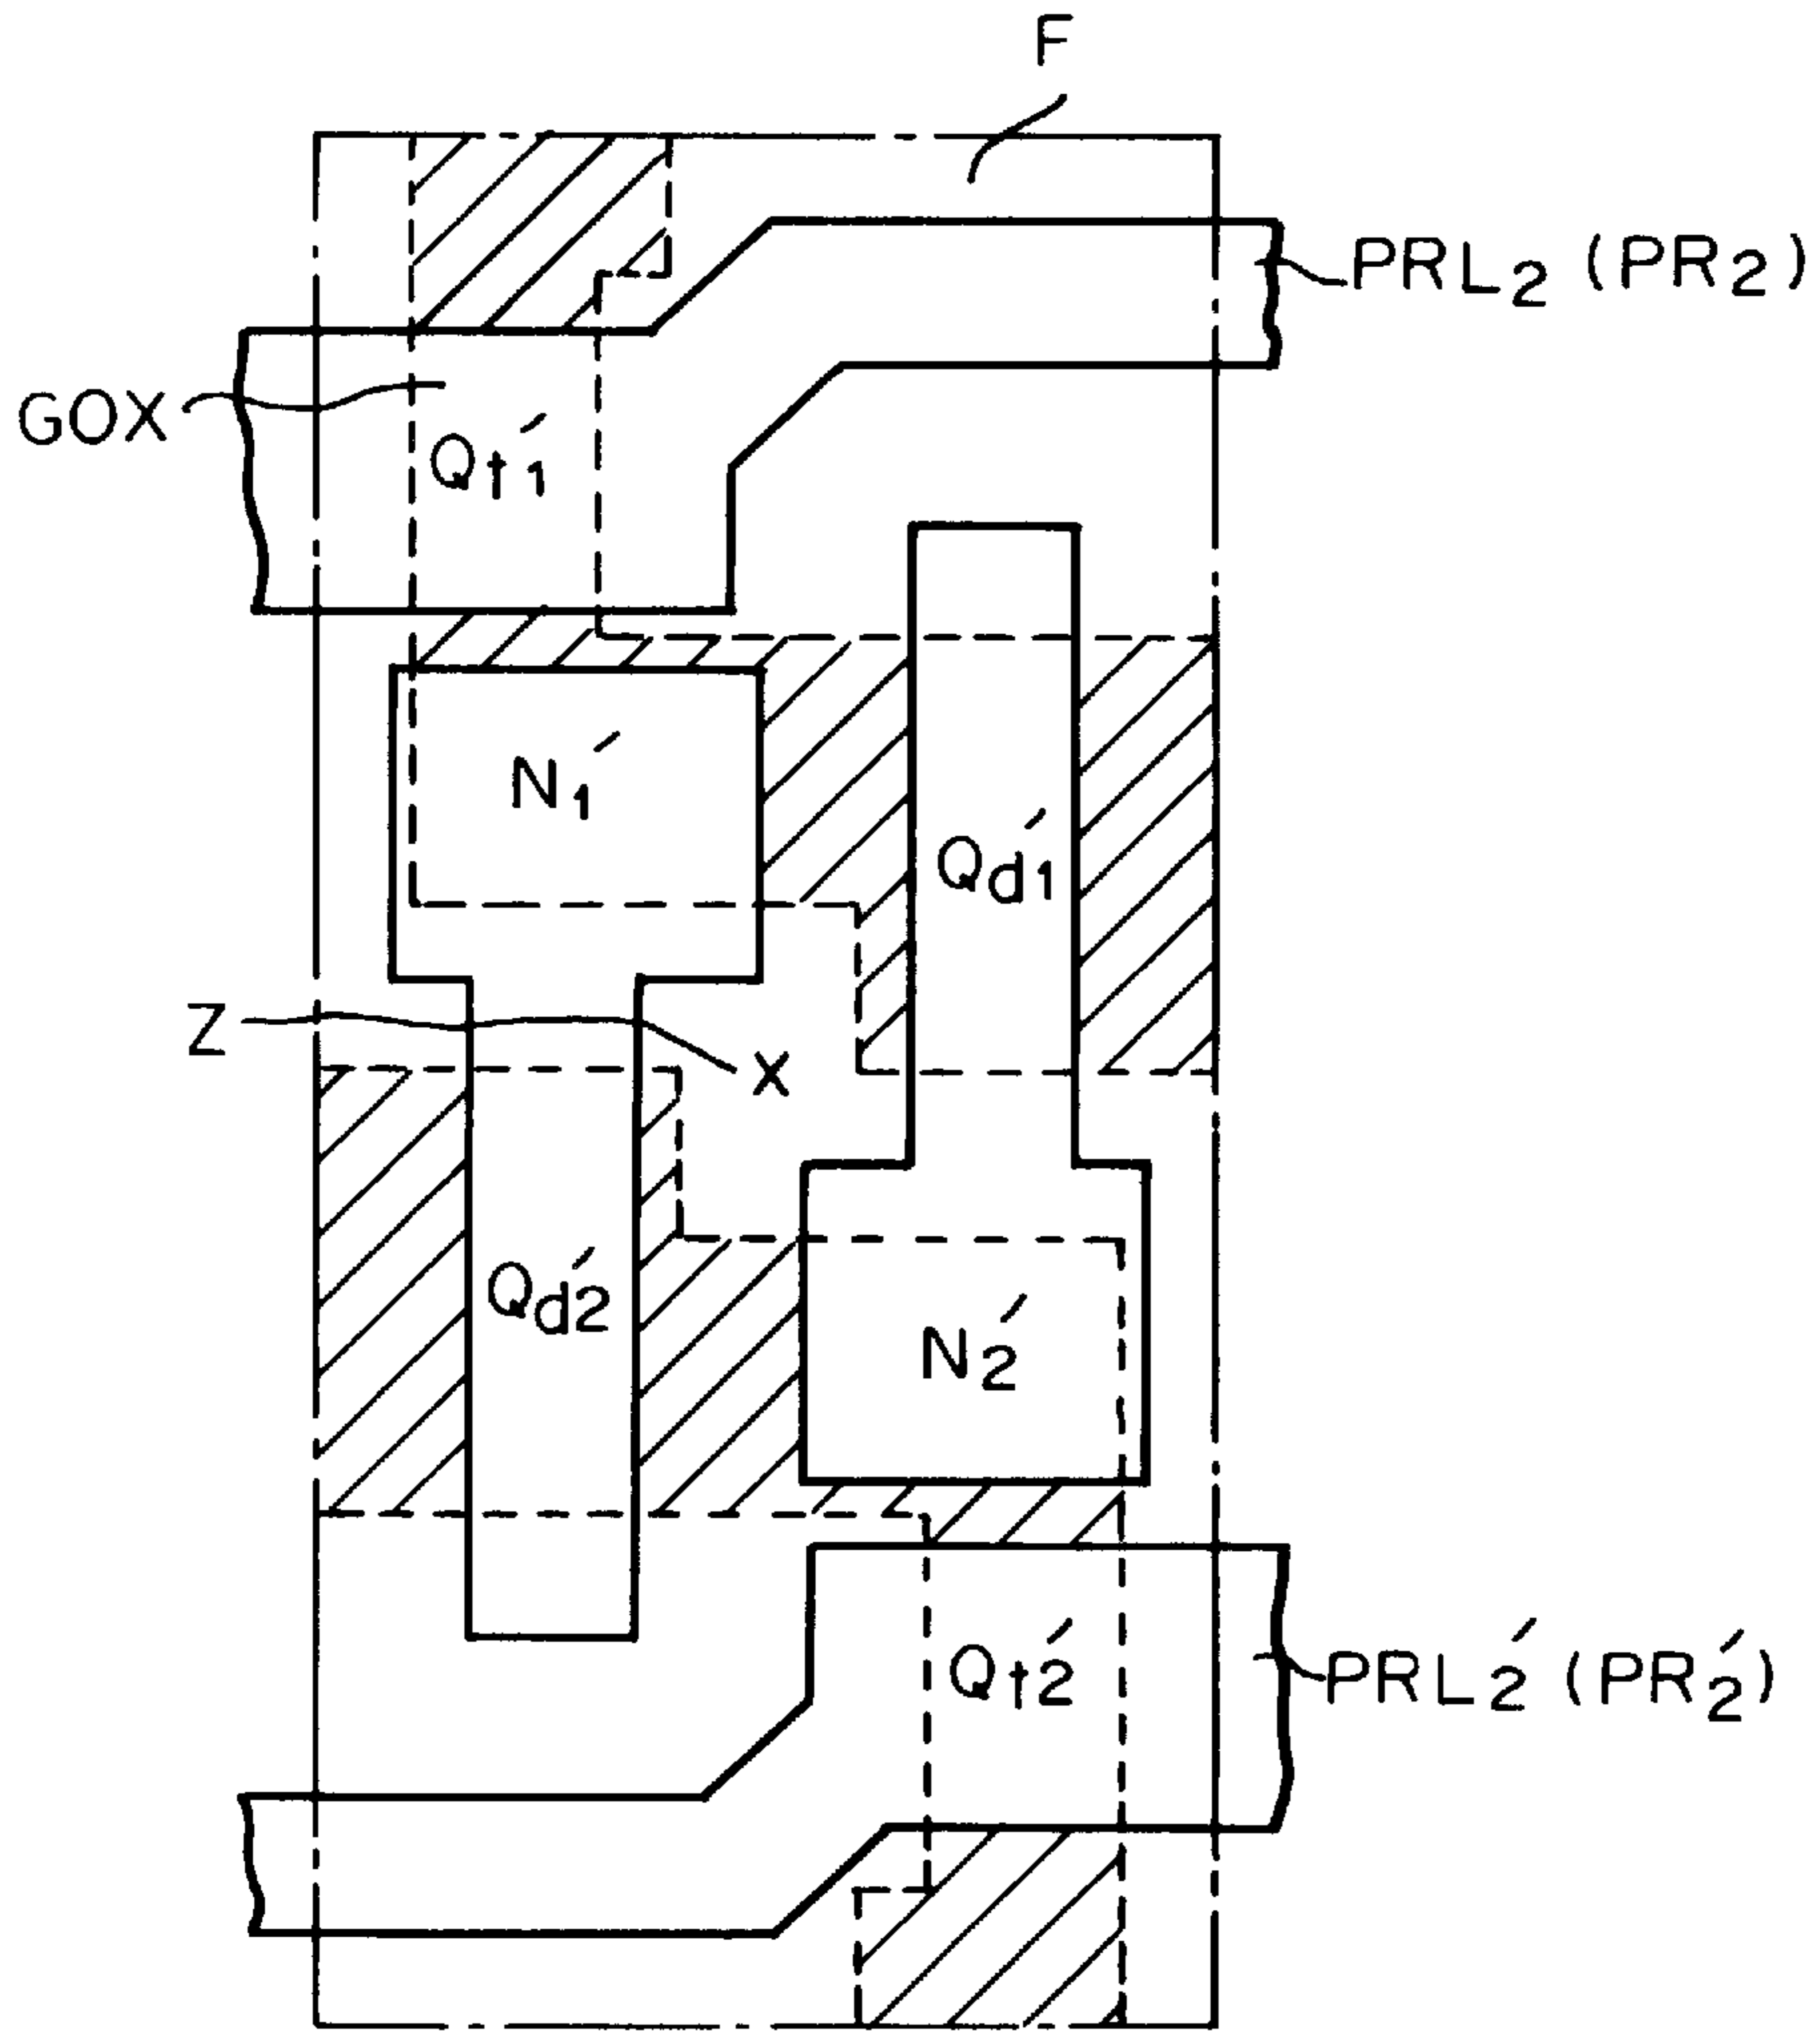 F
PRL₂ (PR₂)
GOX
Qt₁′
N₁′
Qd₁′
Z
X
Qd₂′
N₂′
Qt₂′
PRL₂′ (PR₂′)